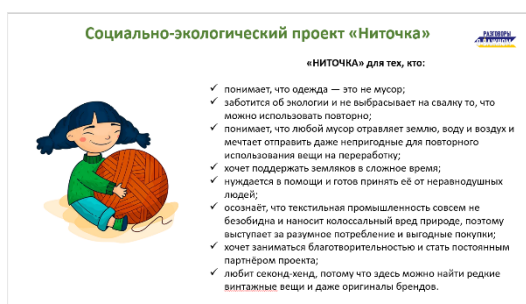 Социально-экологический проект «Ниточка»
РАЗГОВОРЫ
«НИТОЧКА» для тех, кто:
✓ понимает, что одежда — это не мусор;
✓ заботится об экологии и не выбрасывает на свалку то, что
можно использовать повторно;
✓ понимает, что любой мусор отравляет землю, воду и воздух и
мечтает отправить даже непригодные для повторного
использования вещи на переработку;
✓ хочет поддержать земляков в сложное время;
✓ нуждается в помощи и готов принять её от неравнодушных
людей;
✓ осознаёт, что текстильная промышленность совсем не
безобидна и наносит колоссальный вред природе, поэтому
выступает за разумное потребление и выгодные покупки;
✓ хочет заниматься благотворительностью и стать постоянным
партнёром проекта;
✓ любит секонд-хенд, потому что здесь можно найти редкие
винтажные вещи и даже оригиналы брендов.